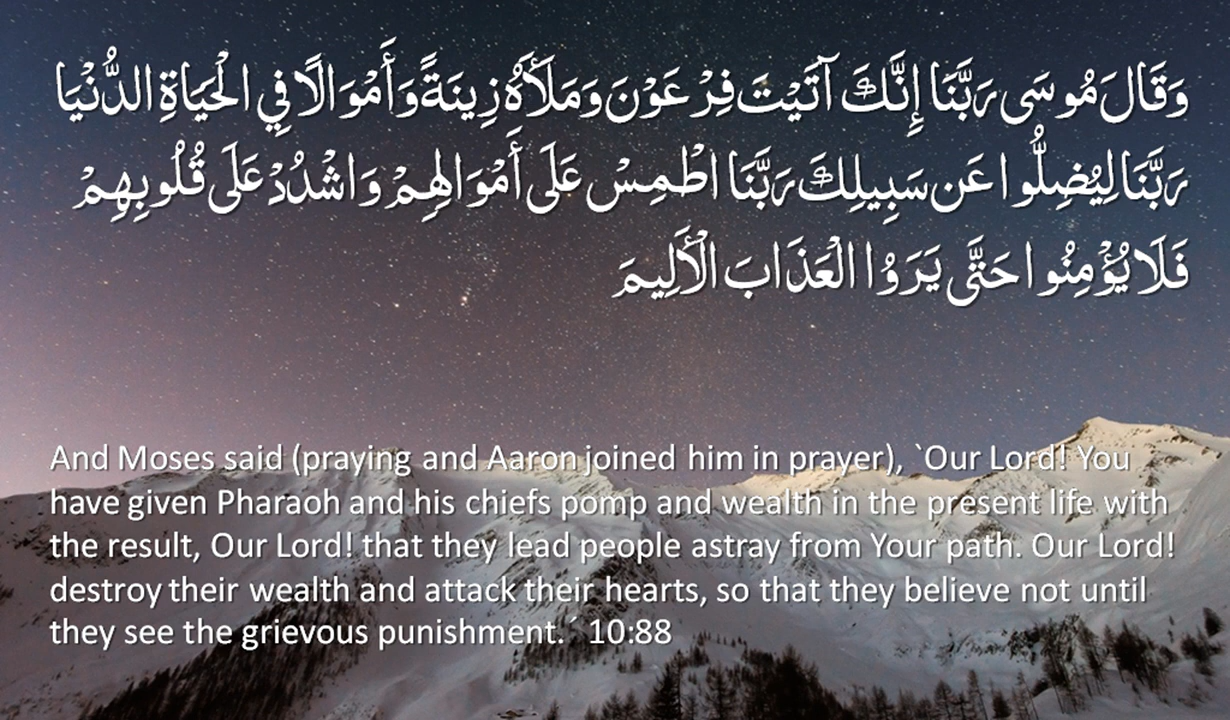 وَقَالَ مُوسَى رَبَّنَا إِنَّكَ آتَيْتَ فِرْعَوْنَ وَمَلَأَهُ زِينَةً وَأَمْوَالًا فِي الْحَيَاةِ الدُّنْيَا
رَبَّنَا لِيُضِلُّوا عَن سَبِيلِكَ رَبَّنَا اطْمِسْ عَلَى أَمْوَالِهِمْ وَاشْدُدْ عَلَى قُلُوبِهِمْ
فَلَا يُؤْمِنُوا حَتَّى يَرَوُا الْعَذَابَ الْأَلِيمَ
And Moses said (praying and Aaron joined him in prayer), `Our Lord! You
have given Pharaoh and his chiefs pomp and wealth in the present life with
the result, Our Lord! that they lead people astray from Your path. Our Lord!
destroy their wealth and attack their hearts, so that they believe not until
they see the grievous punishment.´ 10:88